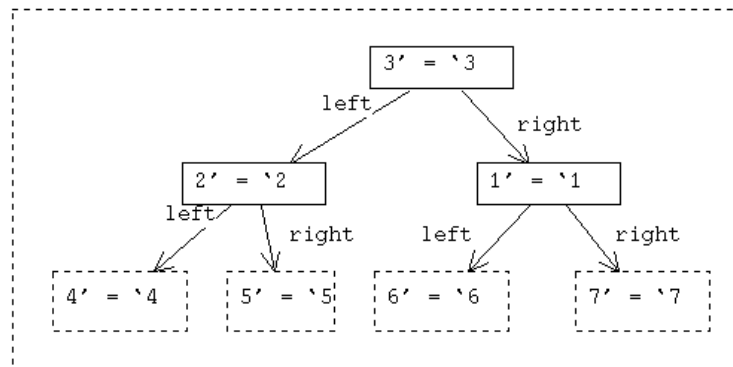 3′ = ‵3
left
right
2′ = ‵2
1′ = ‵1
left
right
left
right
4′ = ‵4
5′ = ‵5
6′ = ‵6
7′ = ‵7